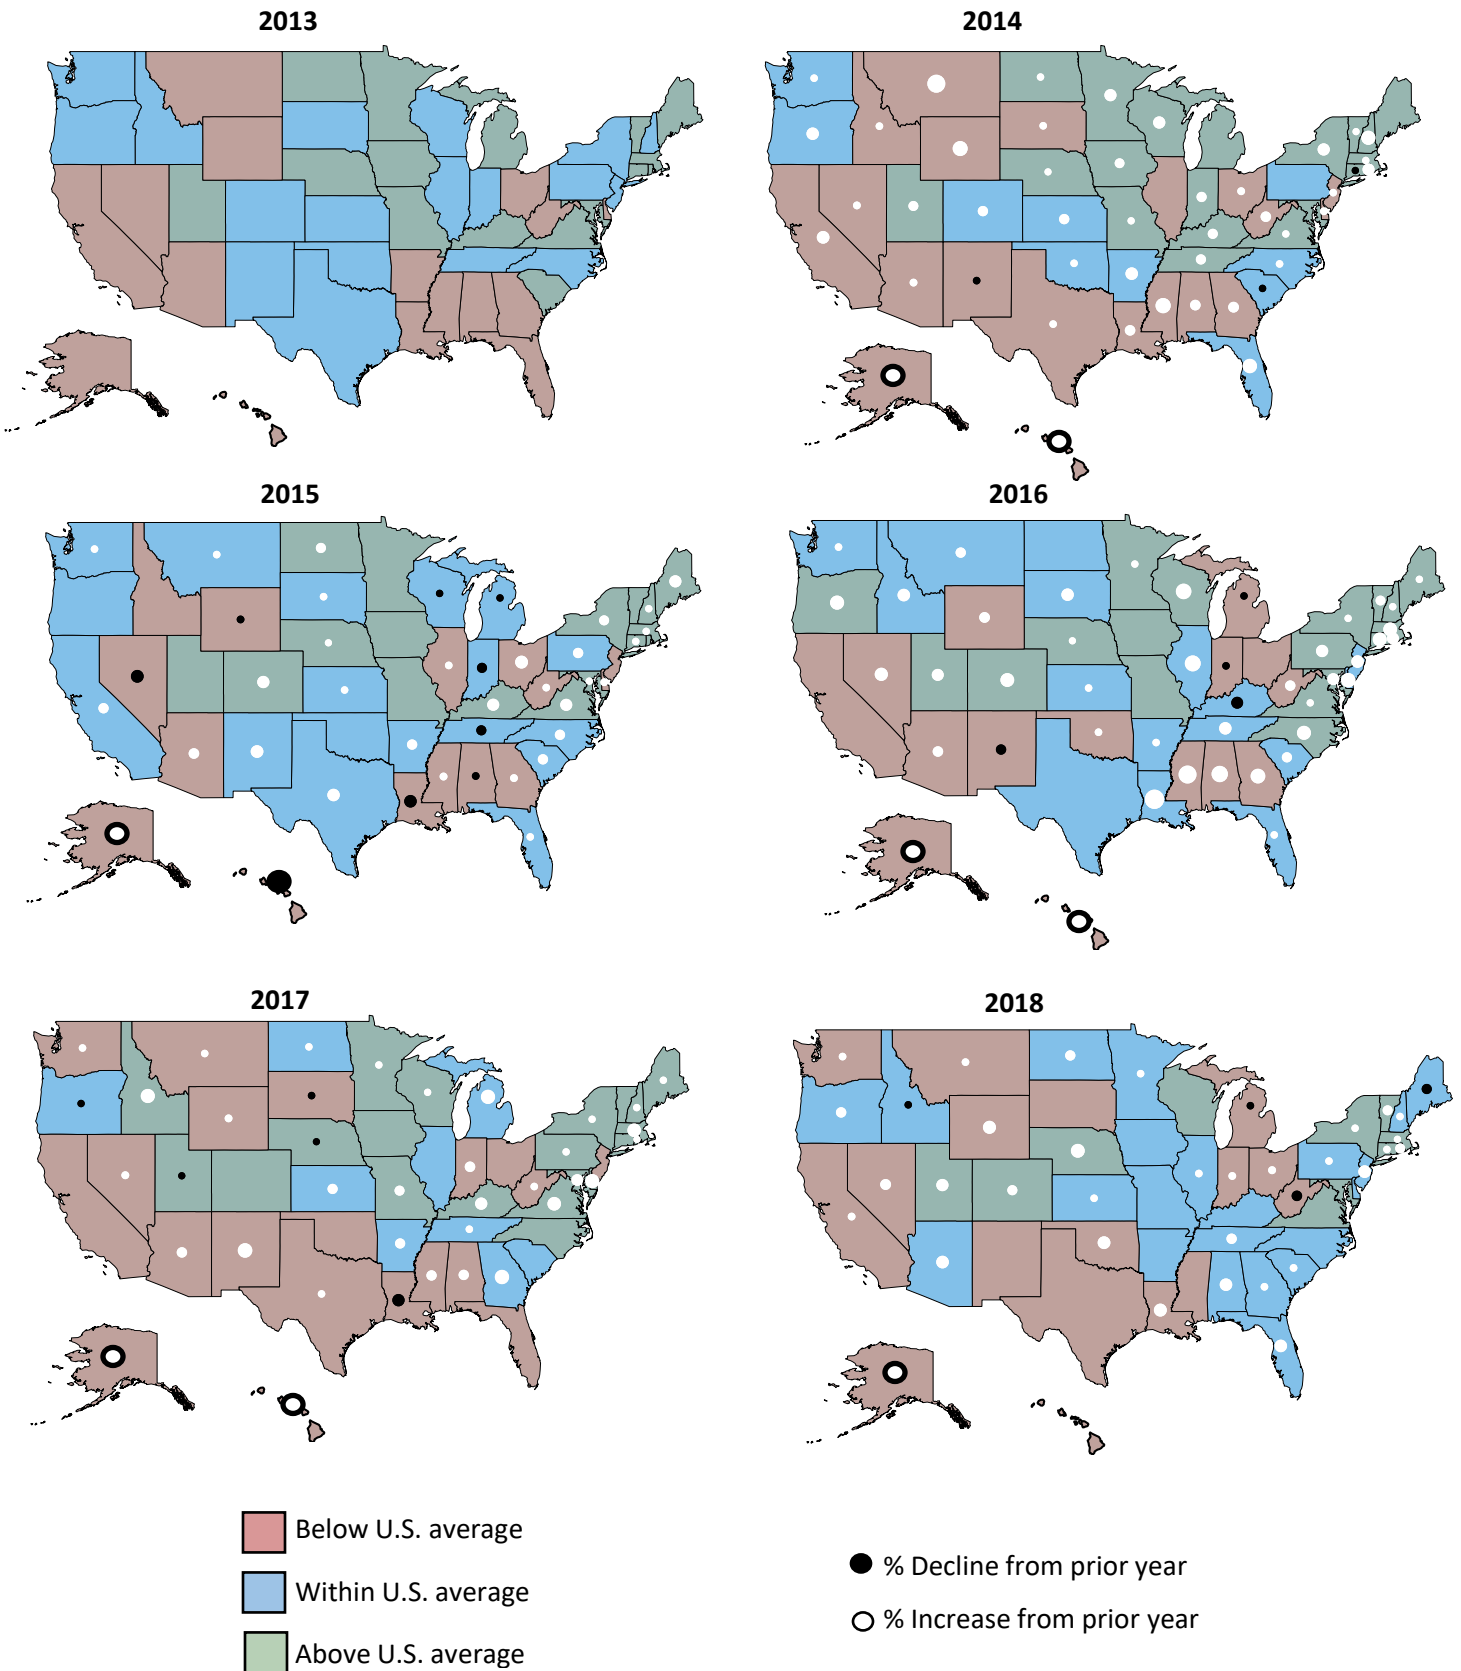 2013
2014
2015
2016
2017
2018
Below U.S. average
Within U.S. average
Above U.S. average
% Decline from prior year
% Increase from prior year